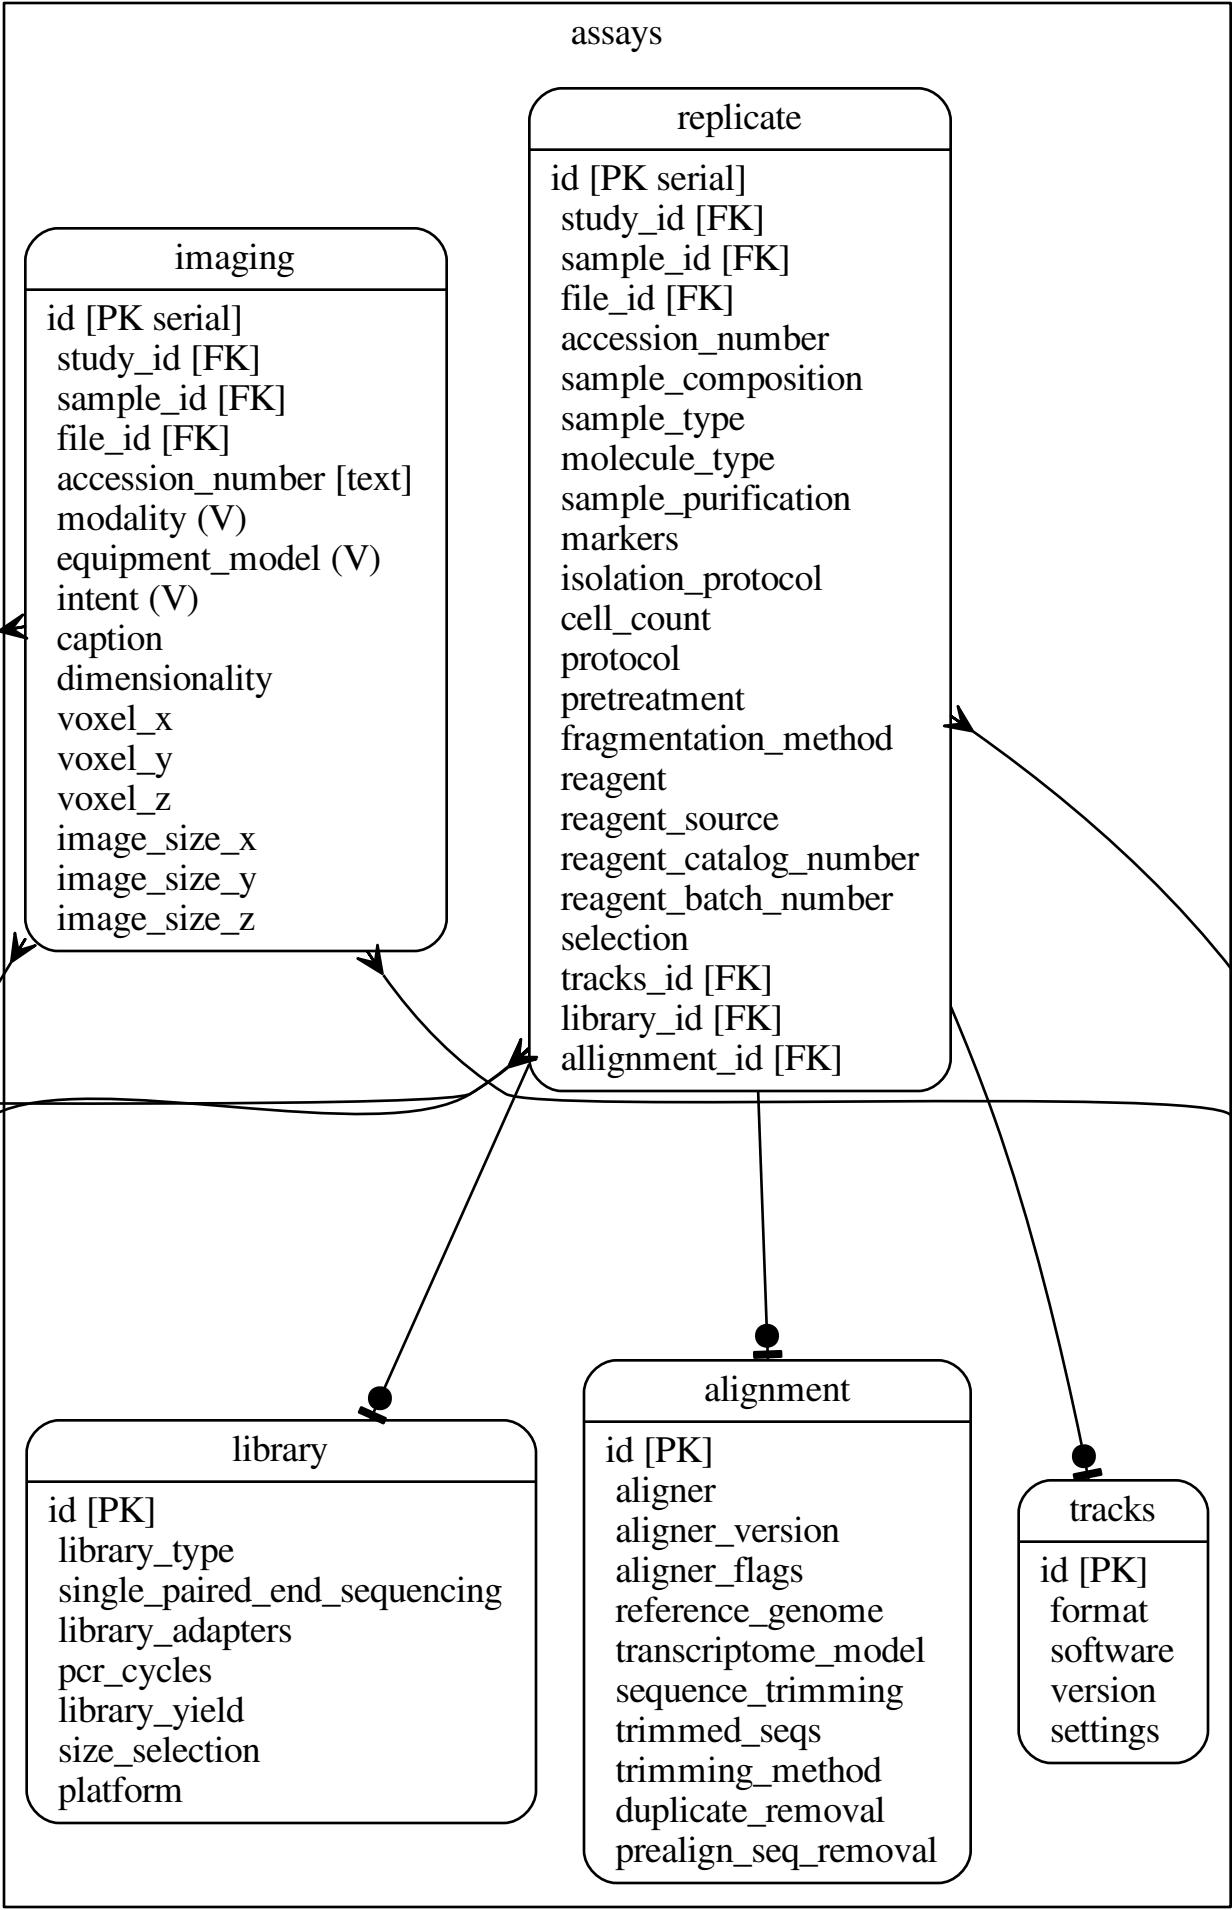 assays
replicate
id [PK serial]
study_id [FK]
sample_id [FK]
file_id [FK]
accession_number
sample_composition
sample_type
molecule_type
sample_purification
markers
isolation_protocol
cell_count
protocol
pretreatment
fragmentation_method
reagent
reagent_source
reagent_catalog_number
reagent_batch_number
selection
tracks_id [FK]
library_id [FK]
allignment_id [FK]
imaging
id [PK serial]
study_id [FK]
sample_id [FK]
file_id [FK]
accession_number [text]
modality (V)
equipment_model (V)
intent (V)
caption
dimensionality
voxel_x
voxel_y
voxel_z
image_size_x
image_size_y
image_size_z
library
id [PK]
library_type
single_paired_end_sequencing
library_adapters
pcr_cycles
library_yield
size_selection
platform
alignment
id [PK]
aligner
aligner_version
aligner_flags
reference_genome
transcriptome_model
sequence_trimming
trimmed_seqs
trimming_method
duplicate_removal
prealign_seq_removal
tracks
id [PK]
format
software
version
settings